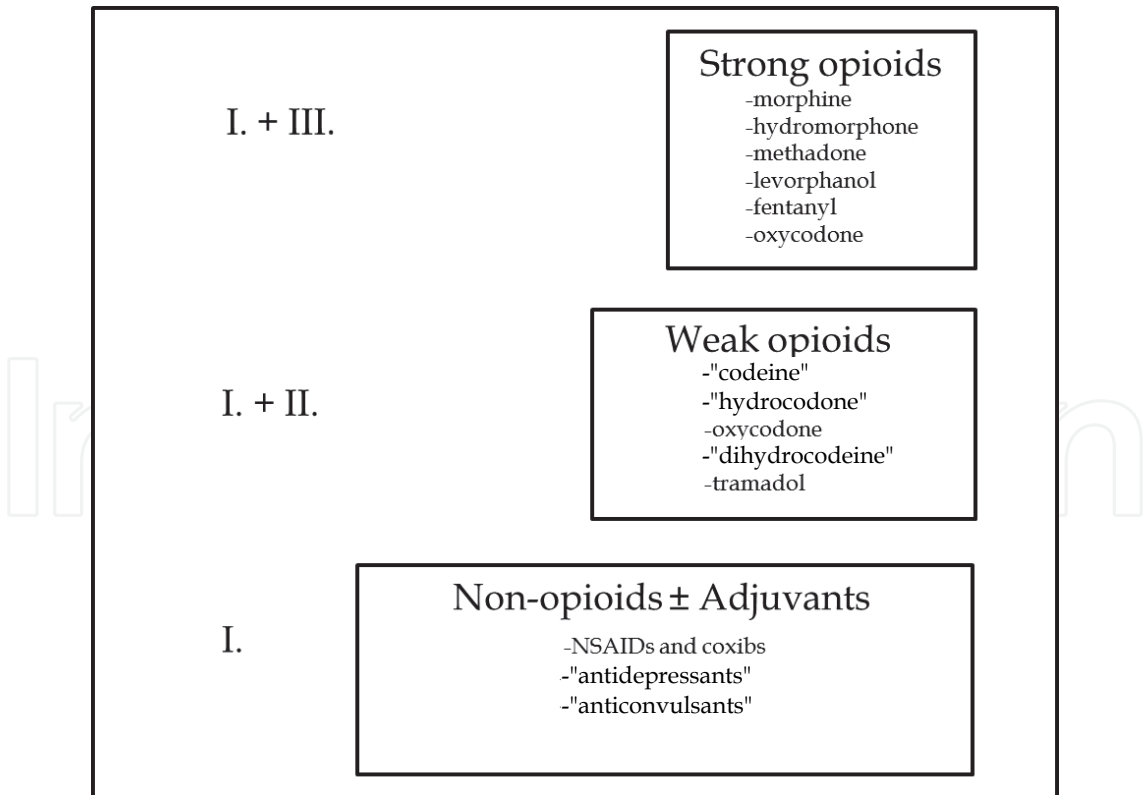 I. + III.
Strong opioids
-morphine
-hydromorphone
-methadone
-levorphanol
-fentanyl
-oxycodone
I. + II.
Weak opioids
-"codeine"
-"hydrocodone"
-oxycodone
-"dihydrocodeine"
-tramadol
I.
Non-opioids ± Adjuvants
-NSAIDs and coxibs
-"antidepressants"
-"anticonvulsants"